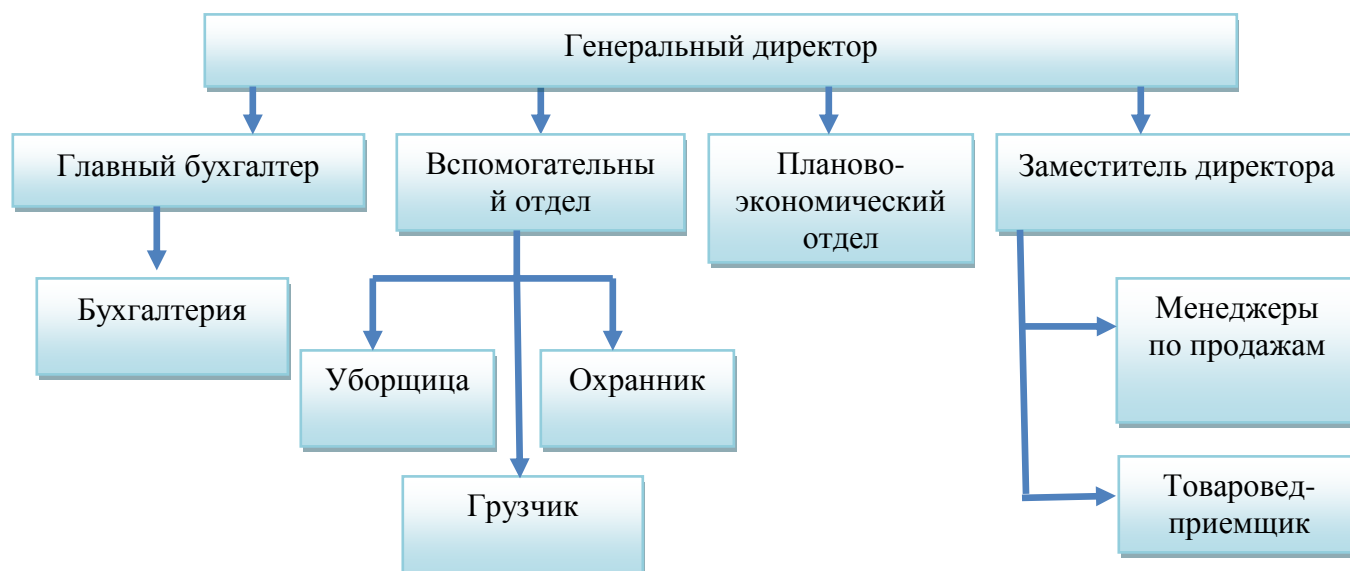 Генеральный директор
Главный бухгалтер
Вспомогательны
й отдел
Планово-
экономический
отдел
Заместитель директора
Бухгалтерия
Менеджеры
по продажам
Уборщица
Охранник
Грузчик
Товаровед-
приемщик